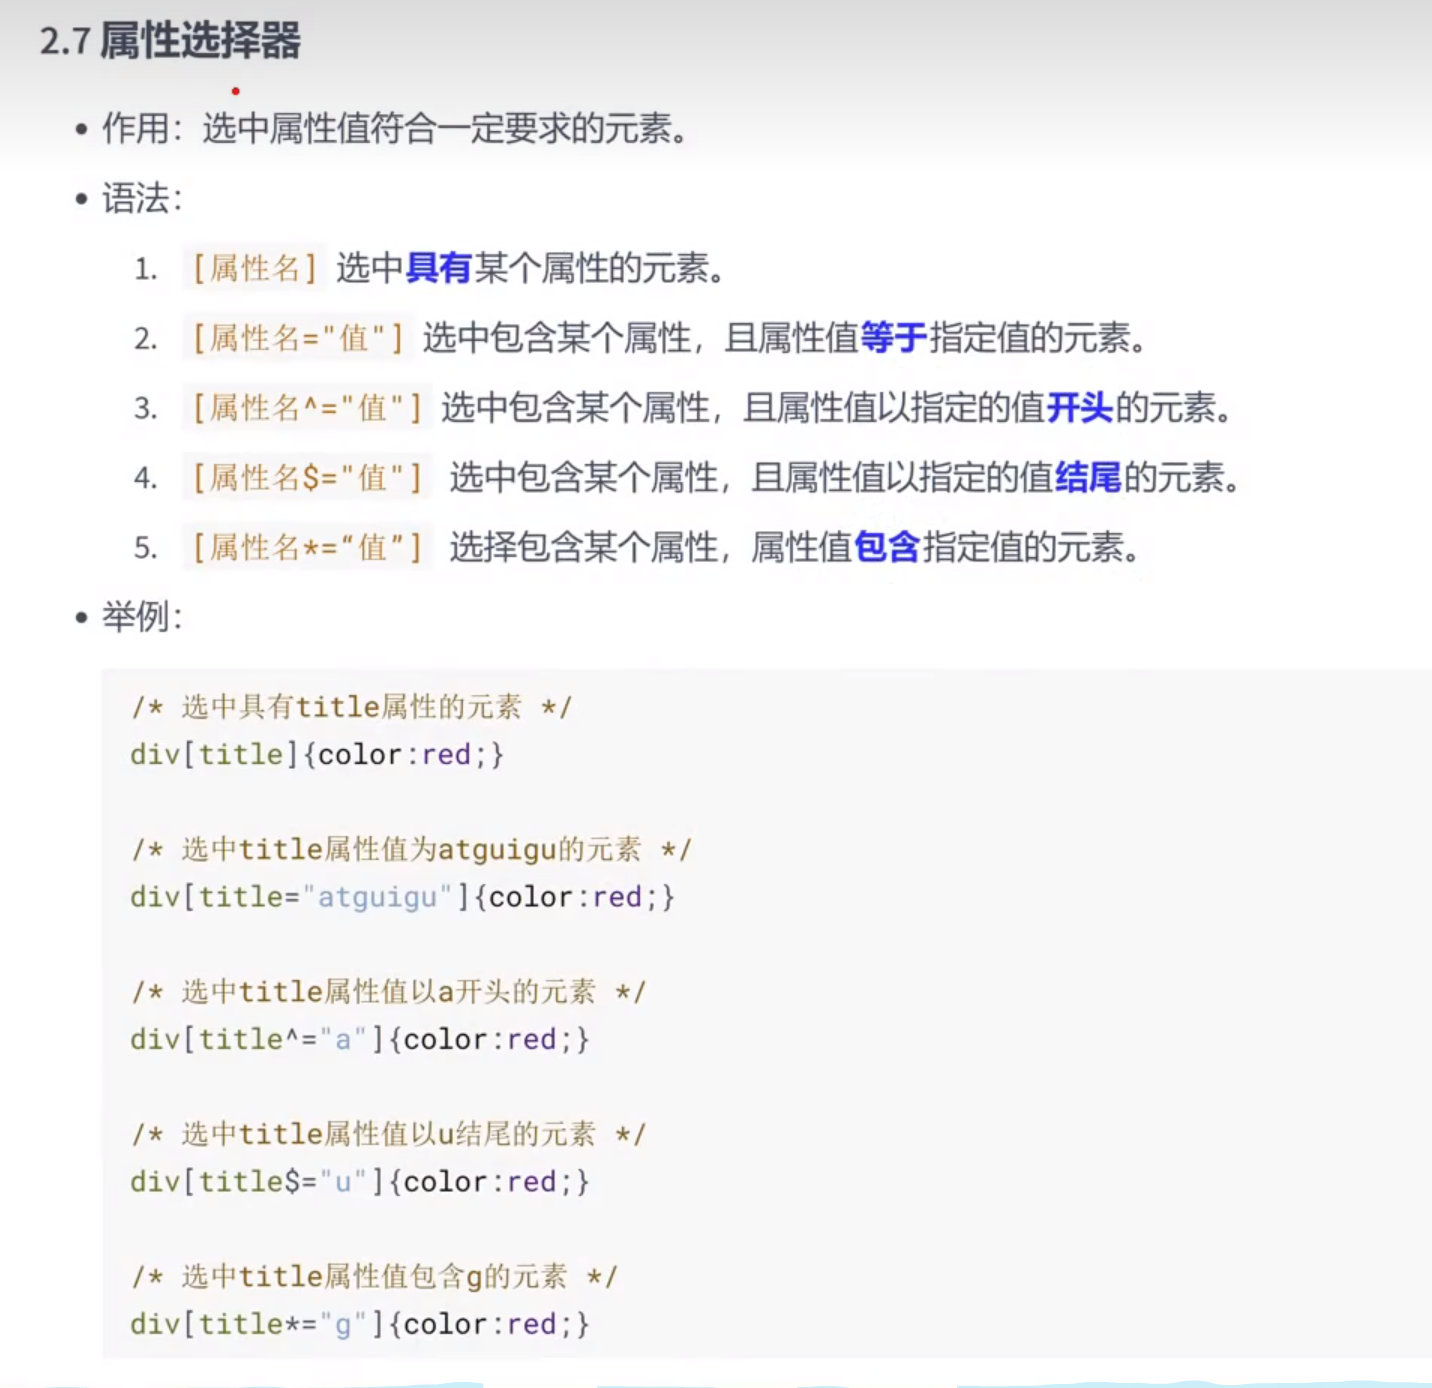 2.7 属性选择器
• 作用：选中属性值符合一定要求的元素。
• 语法：
1. [属性名] 选中具有某个属性的元素。
2. [属性名="值"] 选中包含某个属性，且属性值等于指定值的元素。
3. [属性名^="值"] 选中包含某个属性，且属性值以指定的值开头的元素。
4. [属性名$="值"] 选中包含某个属性，且属性值以指定的值结尾的元素。
5. [属性名*=“值”] 选择包含某个属性，属性值包含指定值的元素。
• 举例：
/* 选中具有title属性的元素 */
div[title]{color:red;}
/* 选中title属性值为atguigu的元素 */
div[title="atguigu"]{color:red;}
/* 选中title属性值以a开头的元素 */
div[title^="a"]{color:red;}
/* 选中title属性值以u结尾的元素 */
div[title$="u"]{color:red;}
/* 选中title属性值包含g的元素 */
div[title*="g"]{color:red;}